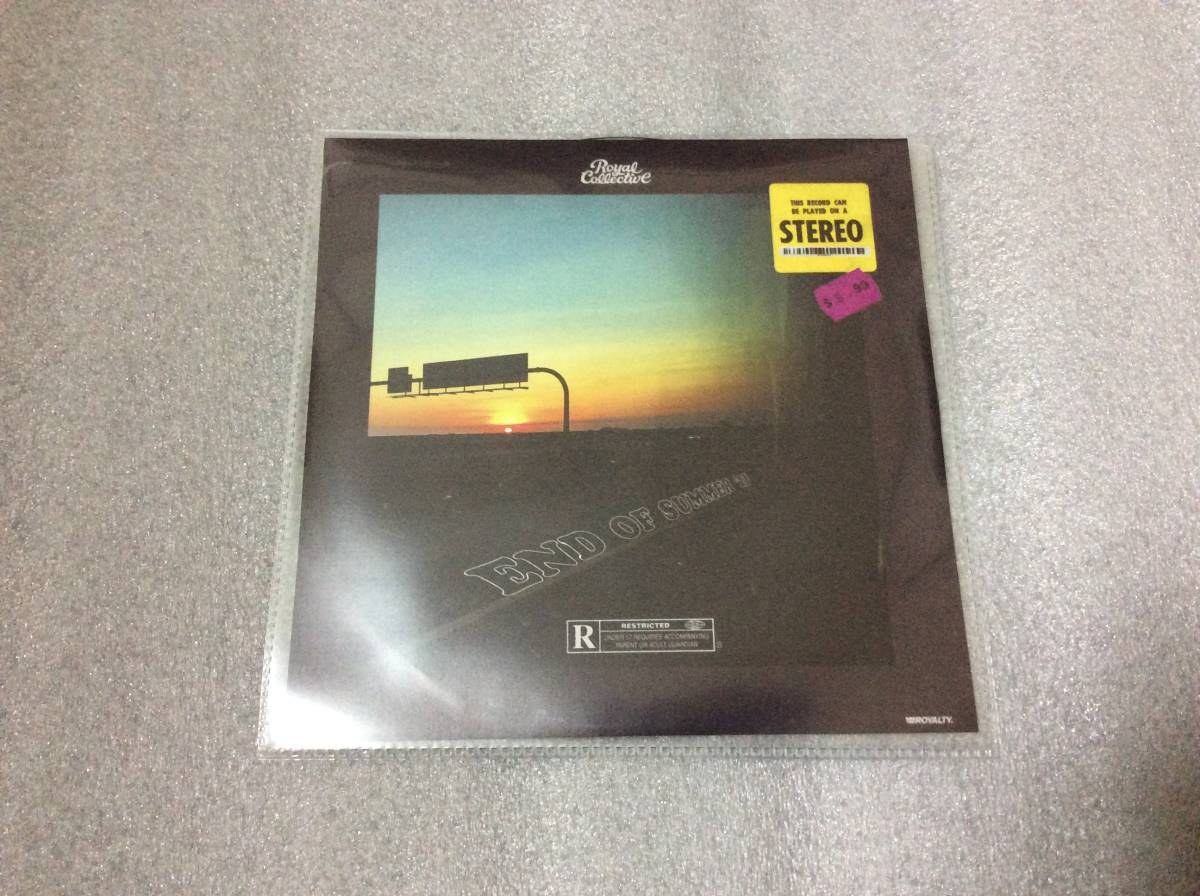 Royal
Collective
THIS RECORD CAN
BE PLAYED ON A
STEREO
END OF SUMMER
R
RESTRICTED
UNDER 17 REQUIRES ACCOMPANYING
PARENT OR ADULT GUARDIAN
ROYALTY.